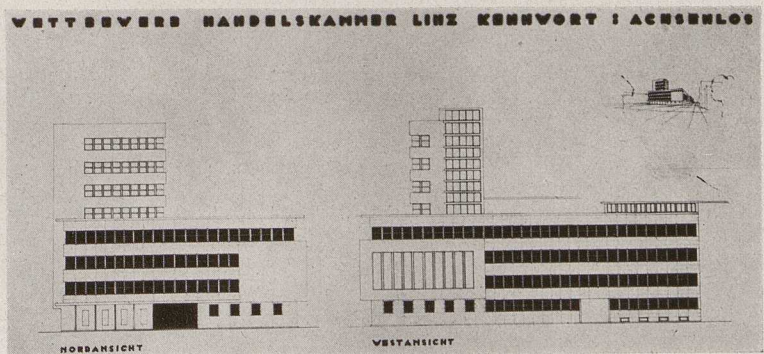 WETTBEWERB HANDELSKAMMER LINZ KENNWORT : ACHSENLOS
NORDANSICHT
WESTANSICHT